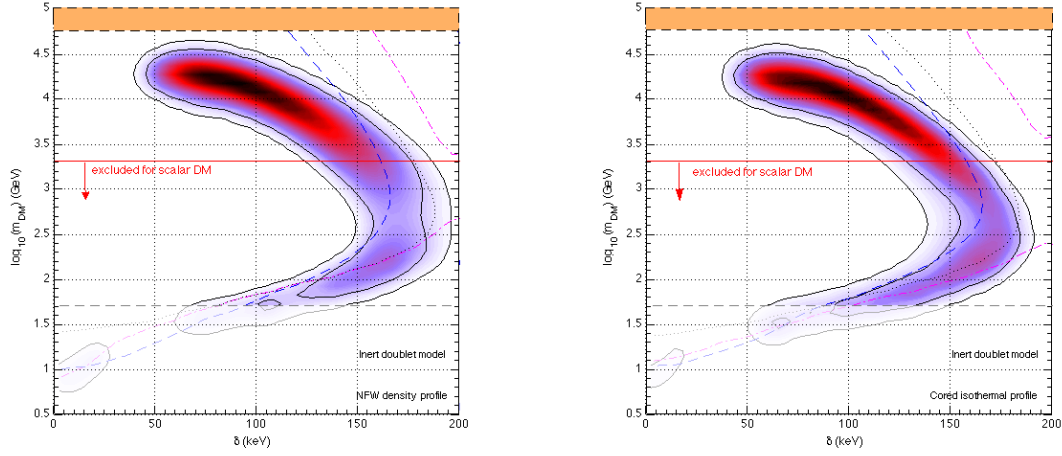 5
4.5
4
3.5
3
2.5
2
1.5
1
0.5
log10(mDM) (GeV)
excluded for scalar DM
Inert doublet model
NFW density profile
0 50 100 150 200
δ (keV)
5
4.5
4
3.5
3
2.5
2
1.5
1
0.5
log10(mDM) (GeV)
excluded for scalar DM
Inert doublet model
Cored isothermal profile
0 50 100 150 200
δ (keV)